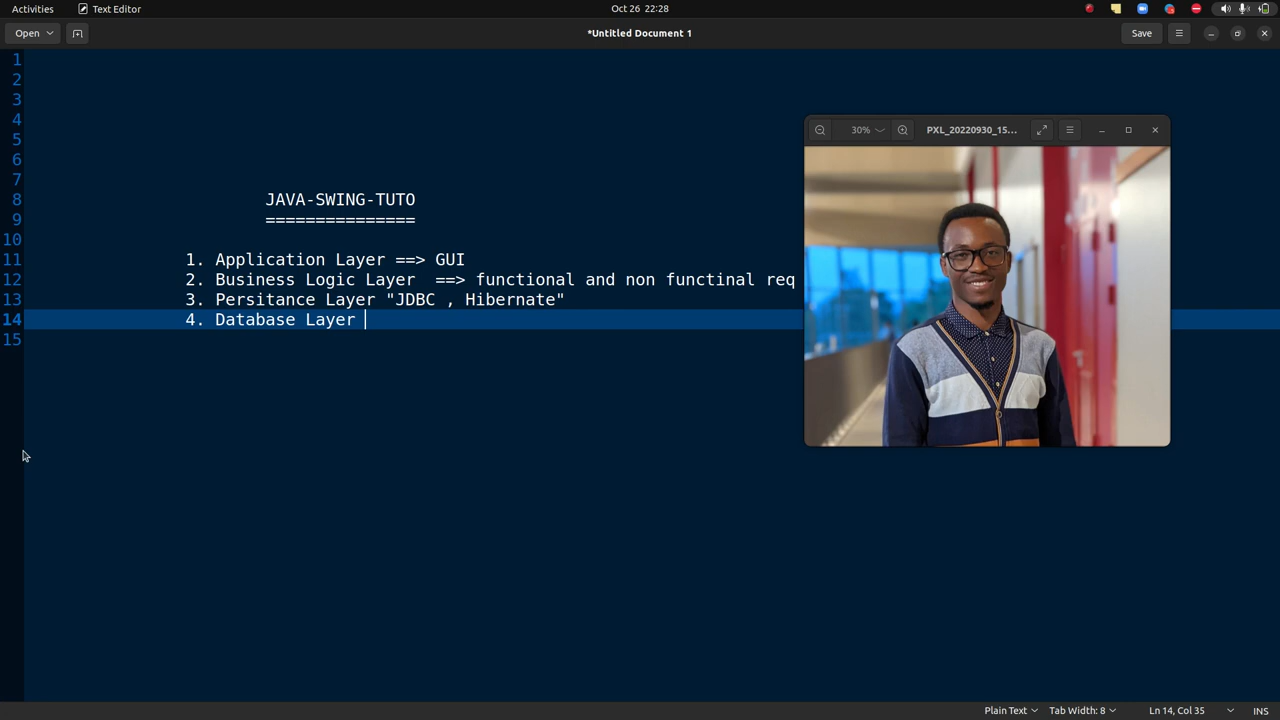 Activities Text Editor Oct 26 22:28
Open *Untitled Document 1 Save
1
2
3
4
5
6
7
8 JAVA-SWING-TUTO
9 ===============
10
11 1. Application Layer ==> GUI
12 2. Business Logic Layer ==> functional and non functinal req
13 3. Persitance Layer "JDBC , Hibernate"
14 4. Database Layer
15
30% PXL_20220930_15...
Plain Text Tab Width: 8 Ln 14, Col 35 INS